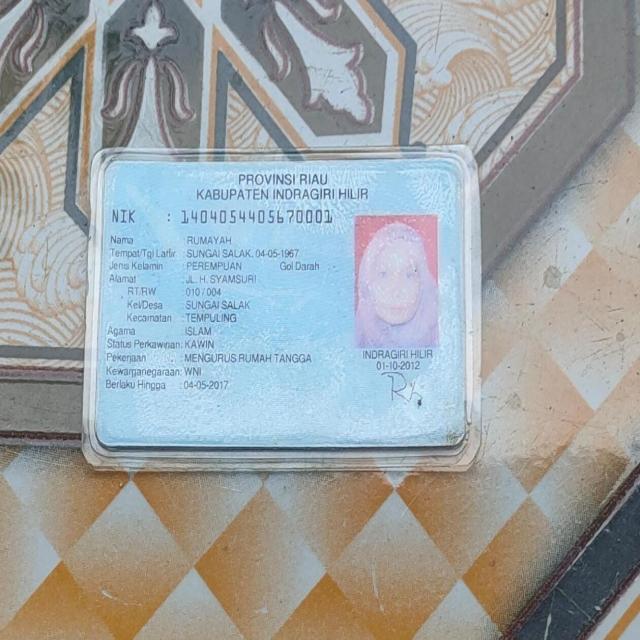 PROVINSI RIAU
KABUPATEN INDRAGIRI HILIR
NIK : 1404054405670001
Nama : RUMAYAH
Tempat/Tgl Lahir : SUNGAI SALAK, 04-05-1967
Jenis Kelamin : PEREMPUAN Gol Darah
Alamat : JL. H. SYAMSURI
RT/RW : 010 / 004
Kel/Desa : SUNGAI SALAK
Kecamatan : TEMPULING
Agama : ISLAM
Status Perkawinan: KAWIN
Pekerjaan : MENGURUS RUMAH TANGGA
Kewarganegaraan: WNI
Berlaku Hingga : 04-05-2017
INDRAGIRI HILIR
01-10-2012